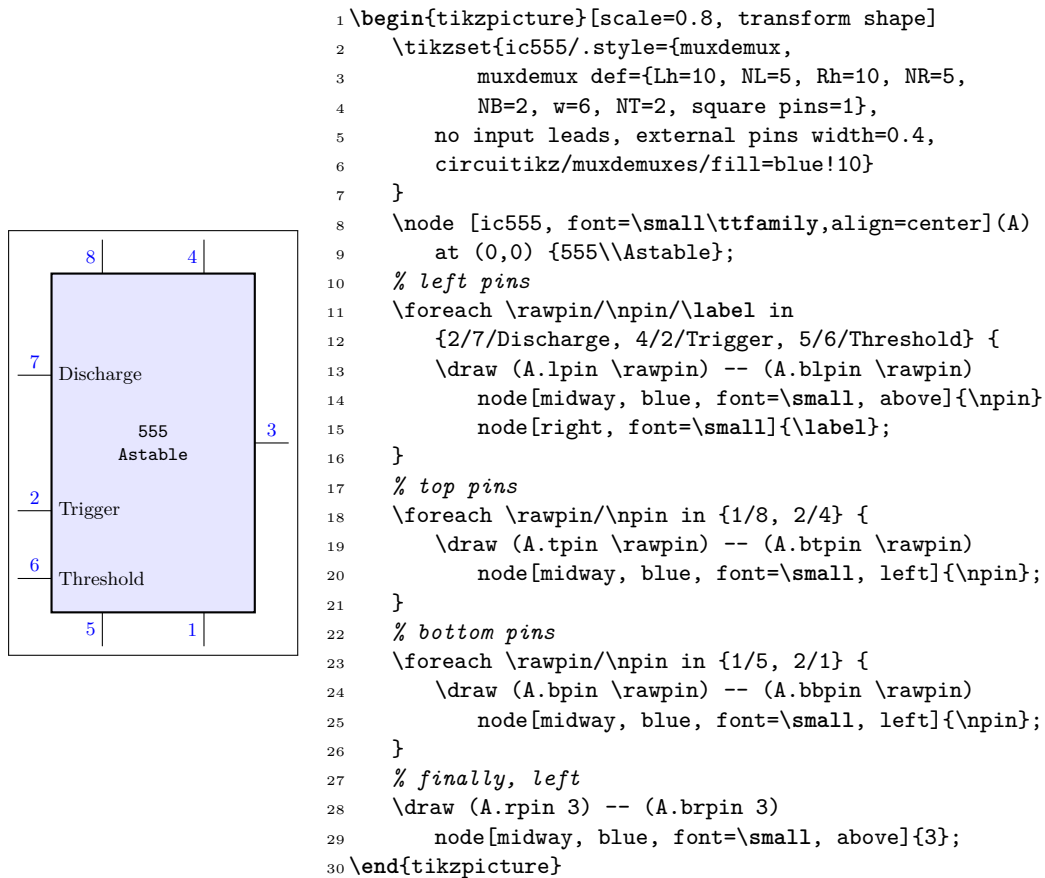 8 4
7
Discharge
555
Astable
3
2
Trigger
6
Threshold
5 1
1 \begin{tikzpicture}[scale=0.8, transform shape]
2 \tikzset{ic555/.style={muxdemux,
3 muxdemux def={Lh=10, NL=5, Rh=10, NR=5,
4 NB=2, w=6, NT=2, square pins=1},
5 no input leads, external pins width=0.4,
6 circuitikz/muxdemuxes/fill=blue!10}
7 }
8 \node [ic555, font=\small\ttfamily,align=center](A)
9 at (0,0) {555\\Astable};
10 % left pins
11 \foreach \rawpin/\npin/\label in
12 {2/7/Discharge, 4/2/Trigger, 5/6/Threshold} {
13 \draw (A.lpin \rawpin) -- (A.blpin \rawpin)
14 node[midway, blue, font=\small, above]{\npin}
15 node[right, font=\small]{\label};
16 }
17 % top pins
18 \foreach \rawpin/\npin in {1/8, 2/4} {
19 \draw (A.tpin \rawpin) -- (A.btpin \rawpin)
20 node[midway, blue, font=\small, left]{\npin};
21 }
22 % bottom pins
23 \foreach \rawpin/\npin in {1/5, 2/1} {
24 \draw (A.bpin \rawpin) -- (A.bbpin \rawpin)
25 node[midway, blue, font=\small, left]{\npin};
26 }
27 % finally, left
28 \draw (A.rpin 3) -- (A.brpin 3)
29 node[midway, blue, font=\small, above]{3};
30 \end{tikzpicture}